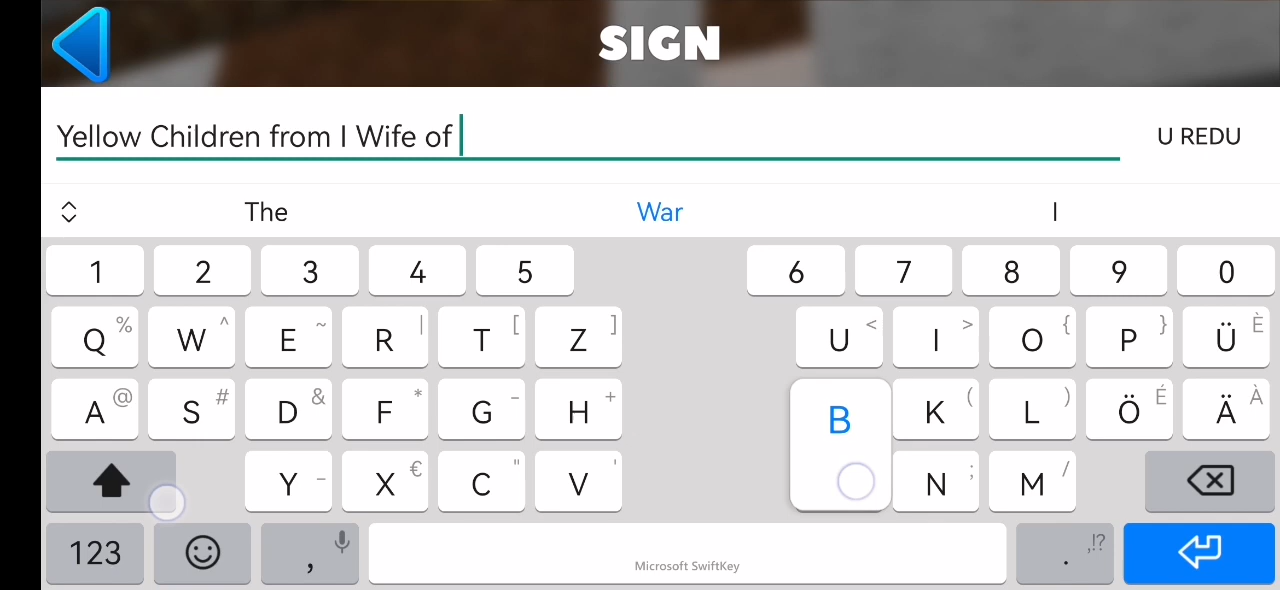 SIGN
Yellow Children from I Wife of
U REDU
The War I
1 2 3 4 5 6 7 8 9 0
Q % W ^ E ~ R | T [ Z ] U < I > O { P } Ü È
A @ S # D & F * G - H + B K ( L ) Ö É Ä À
Y _ X € C " V ' N ; M /
123 , Microsoft SwiftKey . ,!?